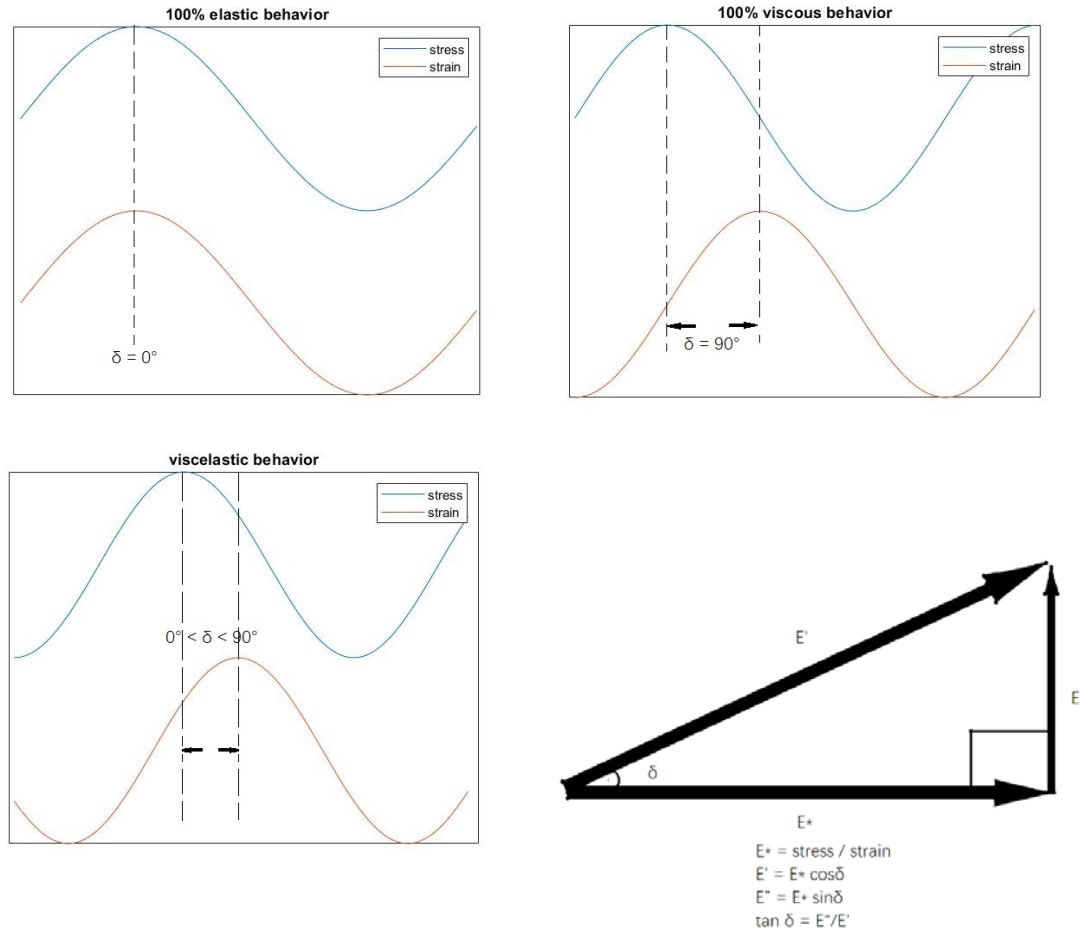 100% elastic behavior
stress
strain
δ = 0°
100% viscous behavior
stress
strain
δ = 90°
viscelastic behavior
stress
strain
0° < δ < 90°
E'
E
δ
E*
E* = stress / strain
E' = E* cosδ
E" = E* sinδ
tan δ = E"/E'